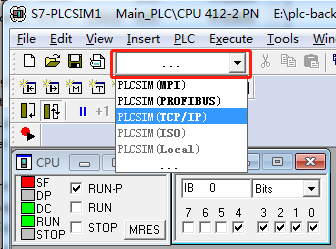 S7-PLCSIM1 Main_PLC\CPU 412-2 PN E:\plc-back
File Edit View Insert PLC Execute Tools
...
PLCSIM(MPI)
PLCSIM(PROFIBUS)
PLCSIM(TCP/IP)
PLCSIM(ISO)
PLCSIM(Local)
...
+1
CPU
SF
DP
DC
RUN
STOP
RUN-P
RUN
STOP
MRES
IB 0 Bits
7 6 5 4 3 2 1 0